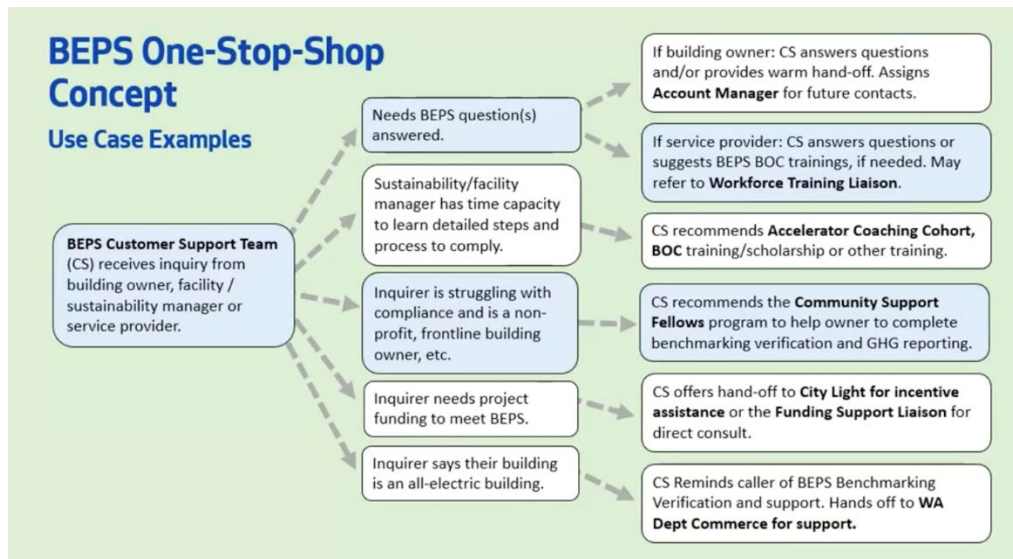 BEPS One-Stop-Shop
Concept
Use Case Examples
BEPS Customer Support Team
(CS) receives inquiry from
building owner, facility /
sustainability manager or
service provider.
Needs BEPS question(s)
answered.
Sustainability/facility
manager has time capacity
to learn detailed steps and
process to comply.
Inquirer is struggling with
compliance and is a non-
profit, frontline building
owner, etc.
Inquirer needs project
funding to meet BEPS.
Inquirer says their building
is an all-electric building.
If building owner: CS answers questions
and/or provides warm hand-off. Assigns
Account Manager for future contacts.
If service provider: CS answers questions or
suggests BEPS BOC trainings, if needed. May
refer to Workforce Training Liaison.
CS recommends Accelerator Coaching Cohort,
BOC training/scholarship or other training.
CS recommends the Community Support
Fellows program to help owner to complete
benchmarking verification and GHG reporting.
CS offers hand-off to City Light for incentive
assistance or the Funding Support Liaison for
direct consult.
CS Reminds caller of BEPS Benchmarking
Verification and support. Hands off to WA
Dept Commerce for support.